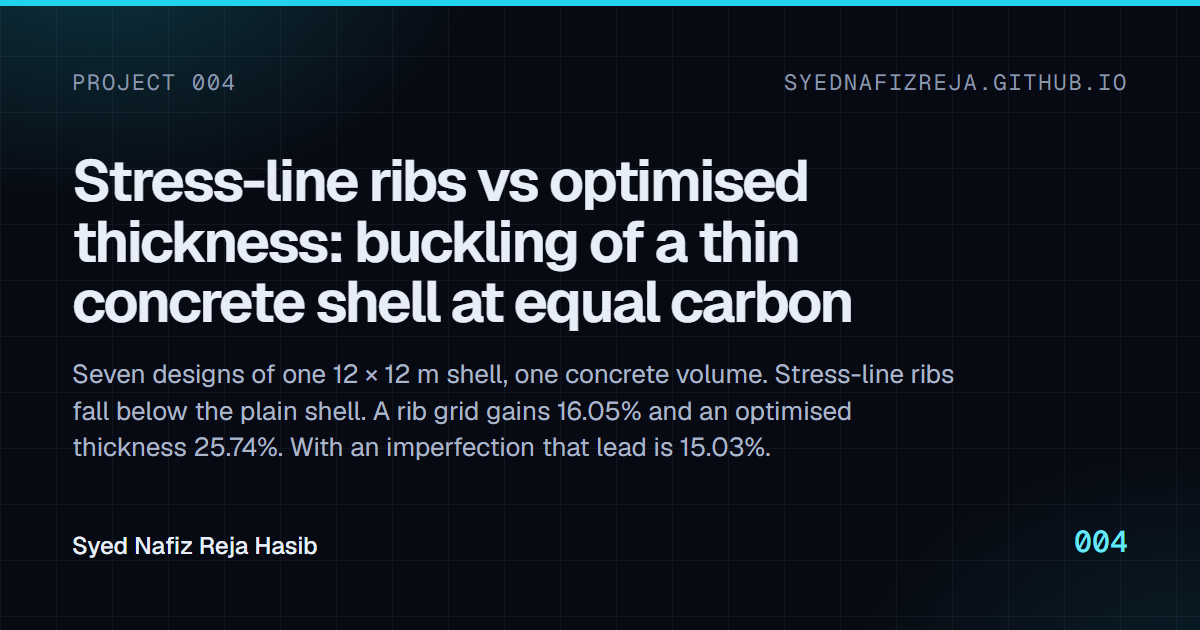 PROJECT 004
SYEDNAFIZREJA.GITHUB.IO
Stress-line ribs vs optimised
thickness: buckling of a thin
concrete shell at equal carbon
Seven designs of one 12 × 12 m shell, one concrete volume. Stress-line ribs
fall below the plain shell. A rib grid gains 16.05% and an optimised
thickness 25.74%. With an imperfection that lead is 15.03%.
Syed Nafiz Reja Hasib
004